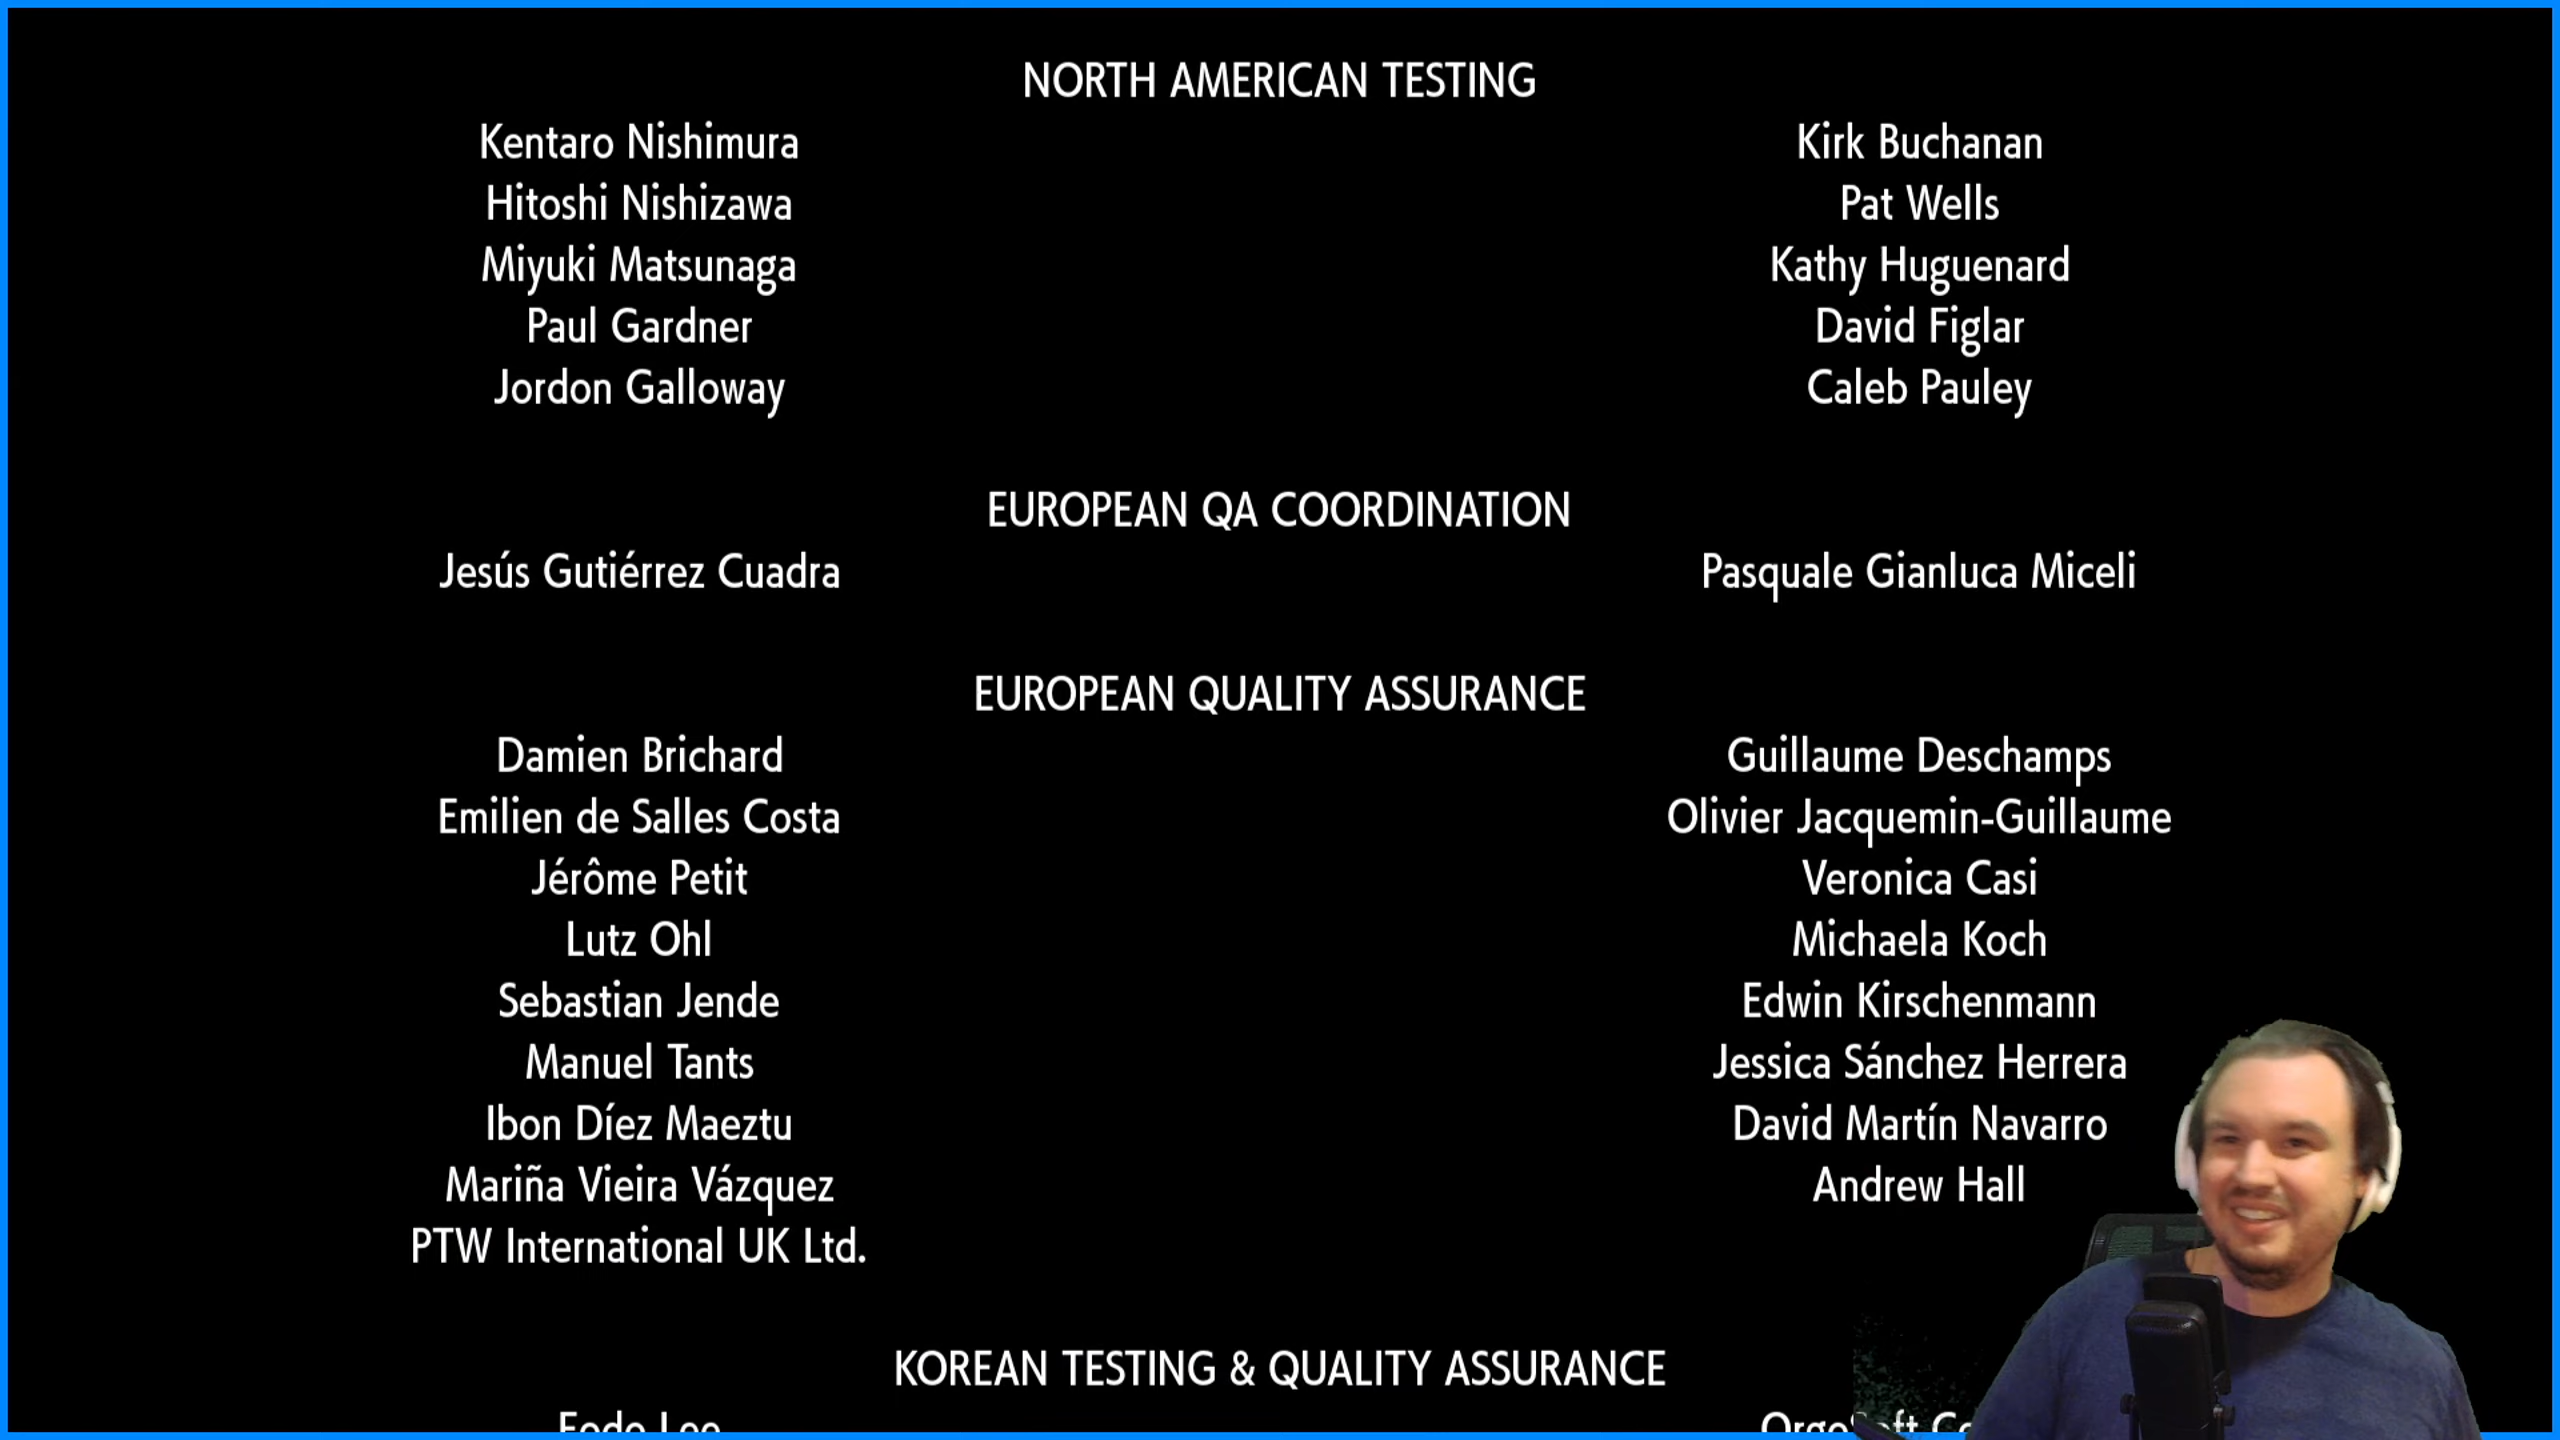 NORTH AMERICAN TESTING
Kentaro Nishimura Kirk Buchanan
Hitoshi Nishizawa Pat Wells
Miyuki Matsunaga Kathy Huguenard
Paul Gardner David Figlar
Jordon Galloway Caleb Pauley
EUROPEAN QA COORDINATION
Jesús Gutiérrez Cuadra Pasquale Gianluca Miceli
EUROPEAN QUALITY ASSURANCE
Damien Brichard Guillaume Deschamps
Emilien de Salles Costa Olivier Jacquemin-Guillaume
Jérôme Petit Veronica Casi
Lutz Ohl Michaela Koch
Sebastian Jende Edwin Kirschenmann
Manuel Tants Jessica Sánchez Herrera
Ibon Díez Maeztu David Martín Navarro
Mariña Vieira Vázquez Andrew Hall
PTW International UK Ltd.
KOREAN TESTING & QUALITY ASSURANCE